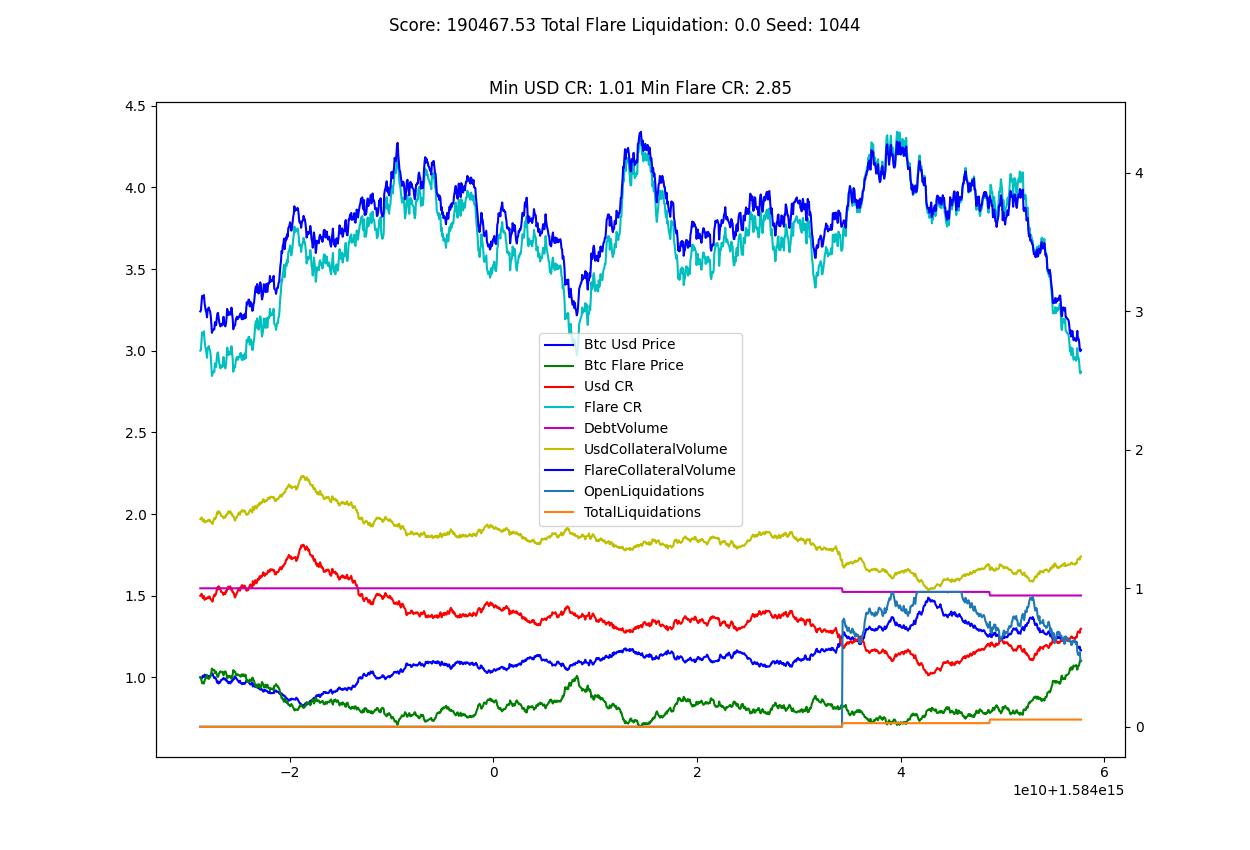 Score: 190467.53 Total Flare Liquidation: 0.0 Seed: 1044
Min USD CR: 1.01 Min Flare CR: 2.85
4.5
4.0
3.5
3.0
2.5
2.0
1.5
1.0
4
3
2
1
0
Btc Usd Price
Btc Flare Price
Usd CR
Flare CR
DebtVolume
UsdCollateralVolume
FlareCollateralVolume
OpenLiquidations
TotalLiquidations
−2 0 2 4 6
1e10+1.584e15